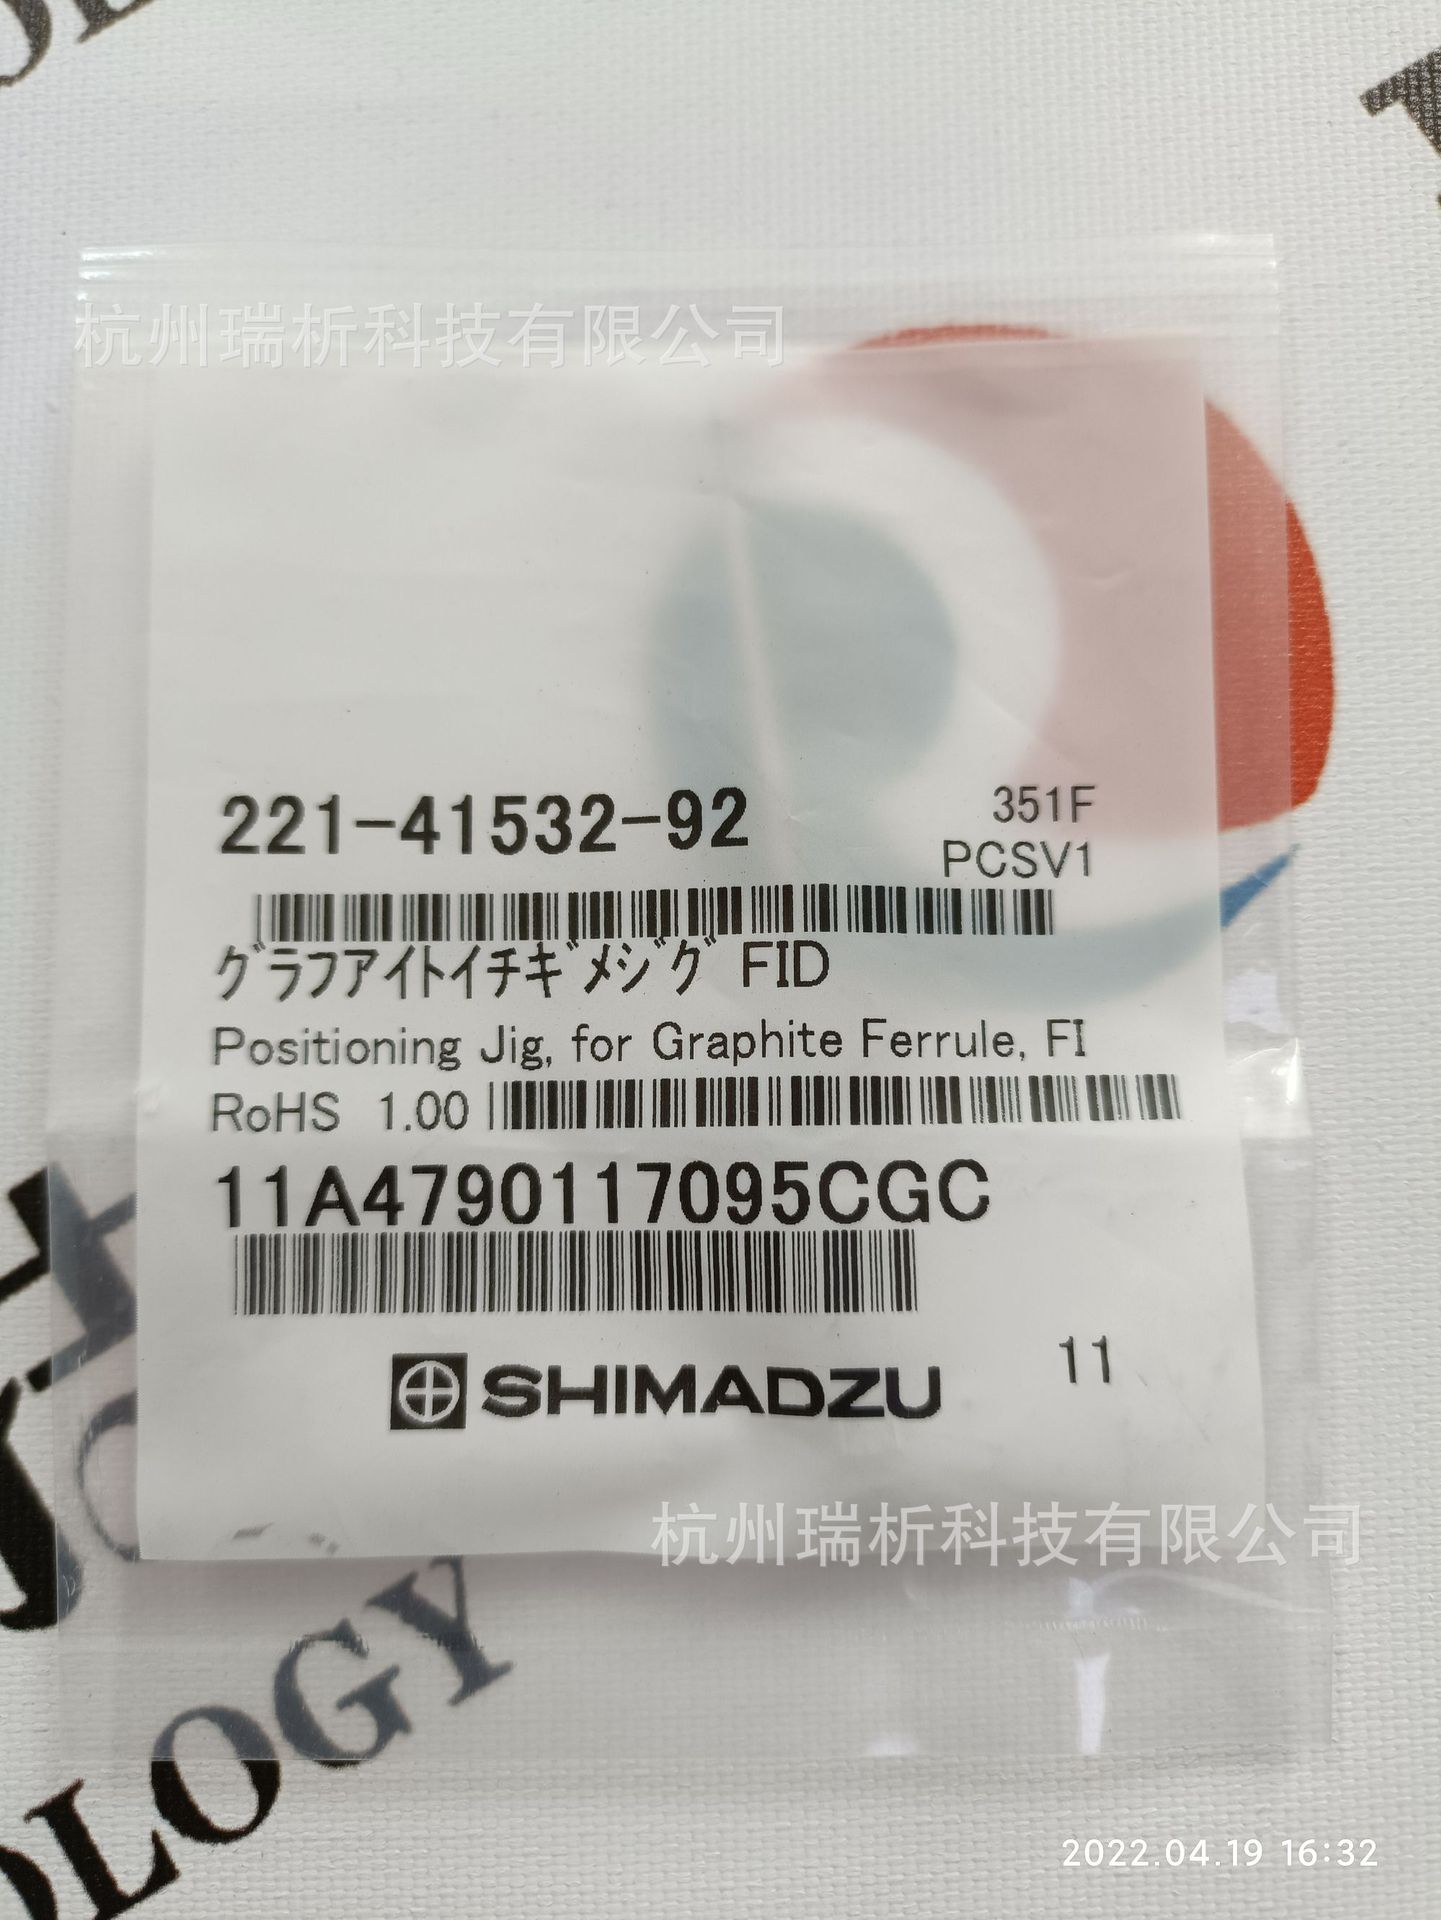 杭州瑞析科技有限公司
221-41532-92
351F
PCSV1
ｸﾞﾗﾌｱｲﾄｲﾁｷﾞﾒｼﾞｸﾞ FID
Positioning Jig, for Graphite Ferrule, FI
RoHS 1.00
11A4790117095CGC
SHIMADZU
11
杭州瑞析科技有限公司
OLOGY
2022.04.19 16:32